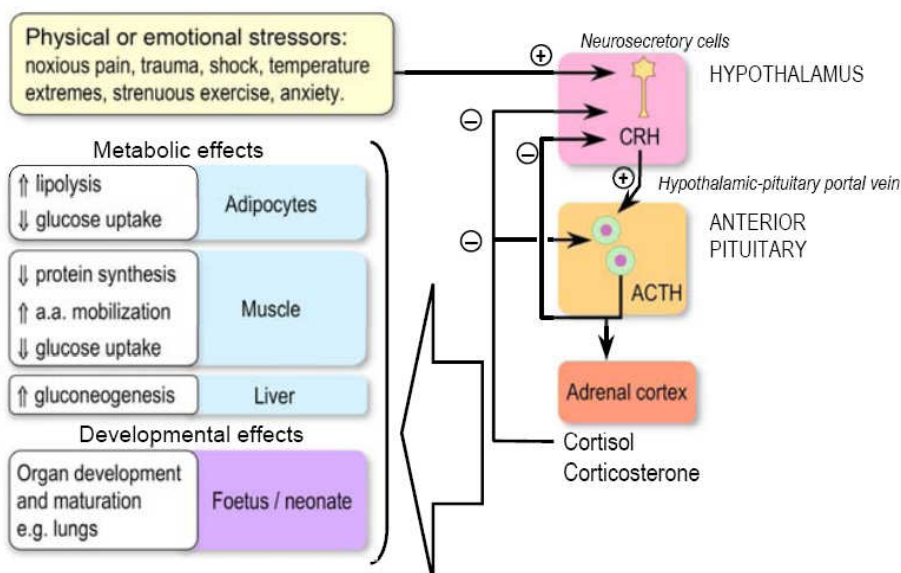 Physical or emotional stressors:
noxious pain, trauma, shock, temperature
extremes, strenuous exercise, anxiety.
Neurosecretory cells
HYPOTHALAMUS
+
−
−
CRH
+
Hypothalamic-pituitary portal vein
−
ANTERIOR
PITUITARY
ACTH
Adrenal cortex
Cortisol
Corticosterone
Metabolic effects
⇑ lipolysis
⇓ glucose uptake
Adipocytes
⇓ protein synthesis
⇑ a.a. mobilization
⇓ glucose uptake
Muscle
⇑ gluconeogenesis
Liver
Developmental effects
Organ development
and maturation
e.g. lungs
Foetus / neonate